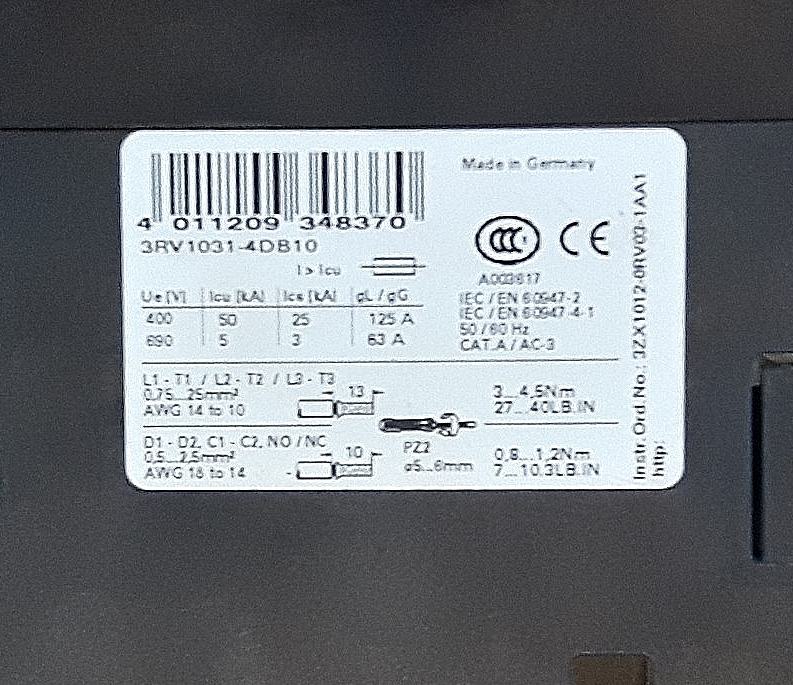 4 011209 348370
Made in Germany
3RV1031-4DB10
I > Icu
CCC CE
A003617
Ue [V] Icu [kA] Ics [kA] gL / gG
400 50 25 125 A
690 5 3 63 A
IEC / EN 60947-2
IEC / EN 60947-4-1
50 / 60 Hz
CAT. A / AC-3
L1 - T1 / L2 - T2 / L3 - T3
0,75...25mm²
AWG 14 to 10
13
3...4,5Nm
27...40LB.IN
D1 - D2, C1 - C2, NO / NC
0,5...2,5mm²
AWG 18 to 14
10
PZ2
ø5...6mm
0,8...1,2Nm
7...10.3LB.IN
Instr.Ord.No.: 3ZX1012-0RV03-1AA1
http: